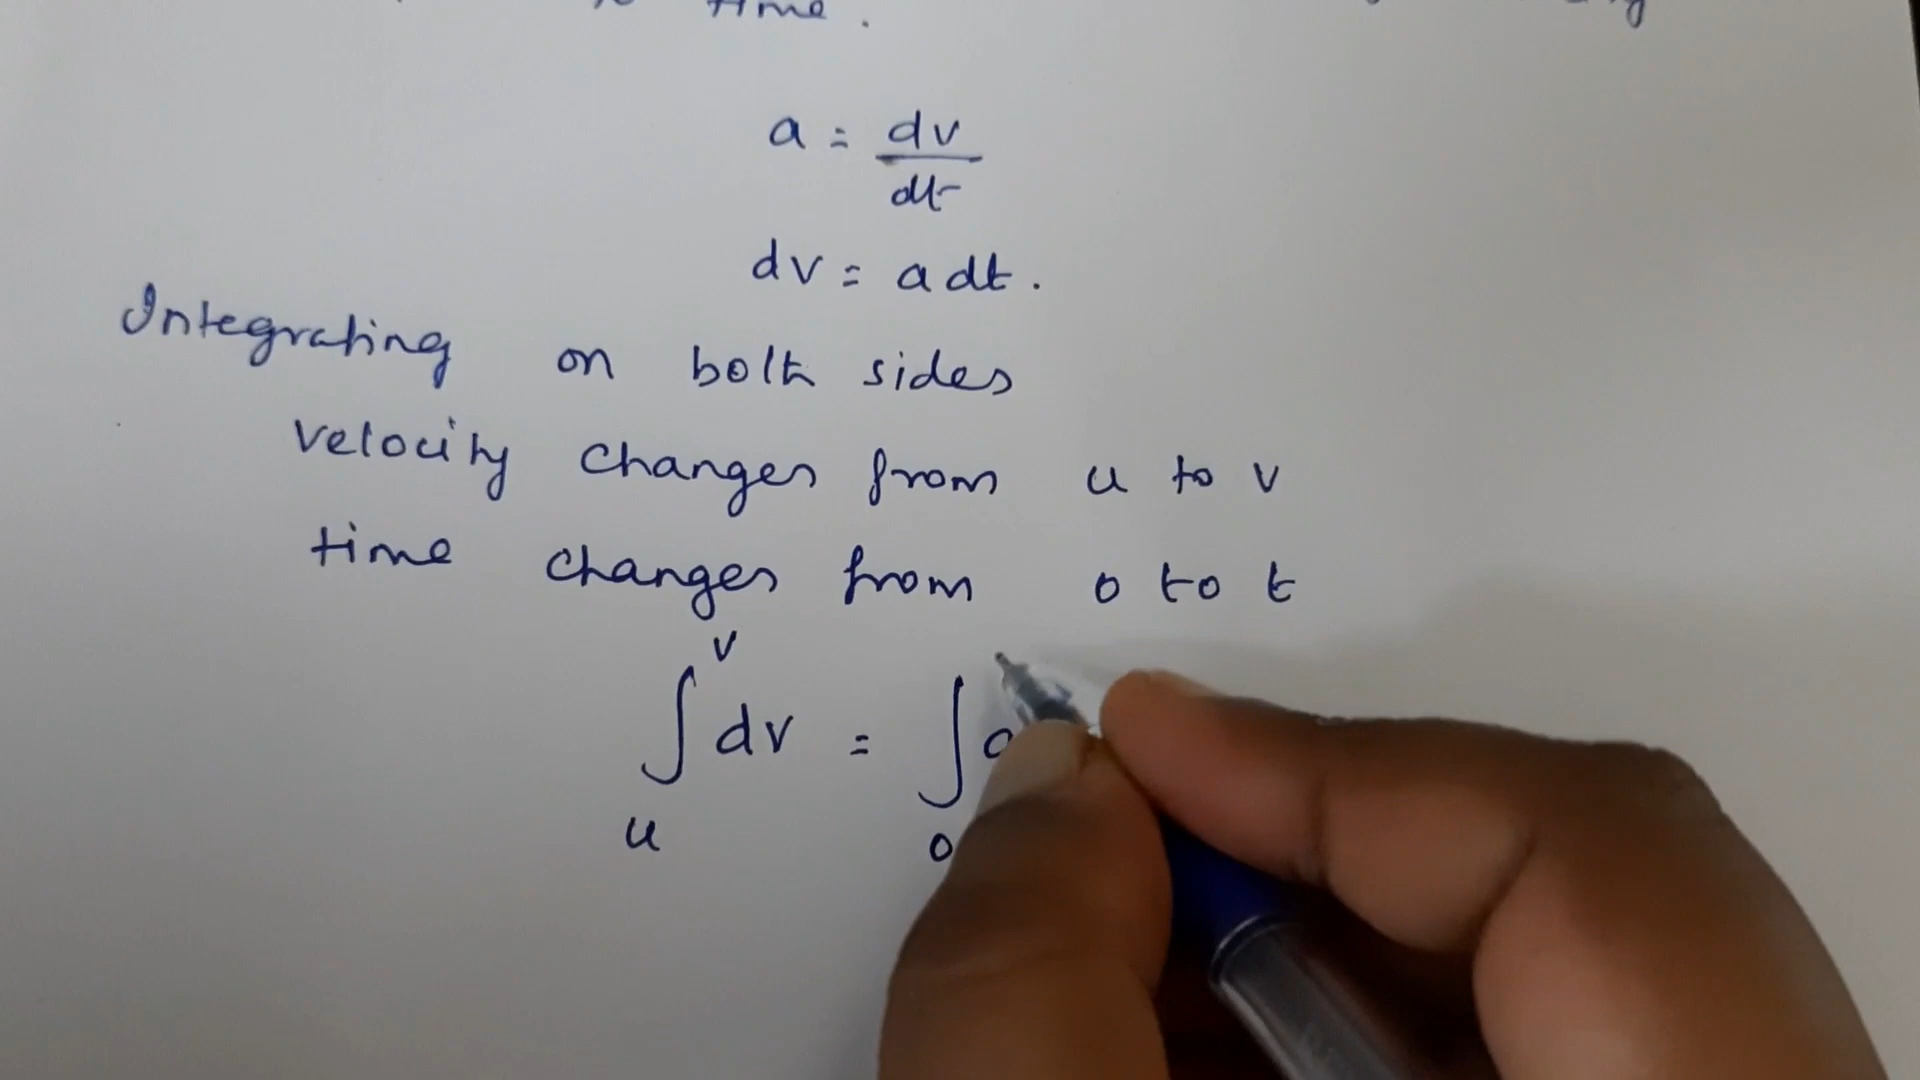 time.
a = dv
dt
dv = a dt.
Integrating on both sides
velocity changes from u to v
time changes from 0 to t
v
∫ dv = ∫ a
u 0